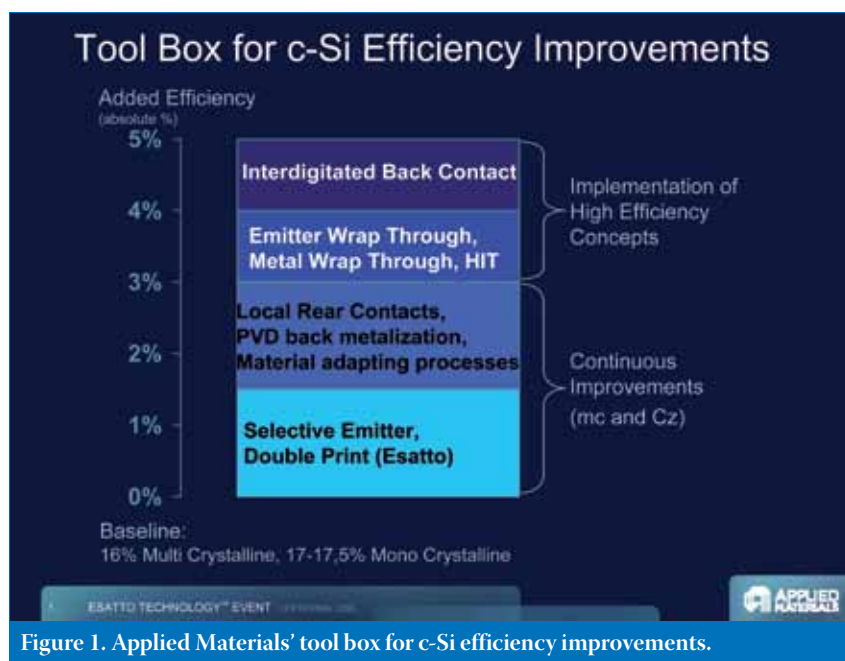 Tool Box for c-Si Efficiency Improvements
Added Efficiency
(absolute %)
5%
4%
3%
2%
1%
0%
Interdigitated Back Contact
Emitter Wrap Through,
Metal Wrap Through, HIT
Local Rear Contacts,
PVD back metalization,
Material adapting processes
Selective Emitter,
Double Print (Esatto)
Implementation of
High Efficiency
Concepts
Continuous
Improvements
(mc and Cz)
Baseline:
16% Multi Crystalline, 17-17,5% Mono Crystalline
ESATTO TECHNOLOGY™ EVENT
APPLIED
MATERIALS
Figure 1. Applied Materials' tool box for c-Si efficiency improvements.